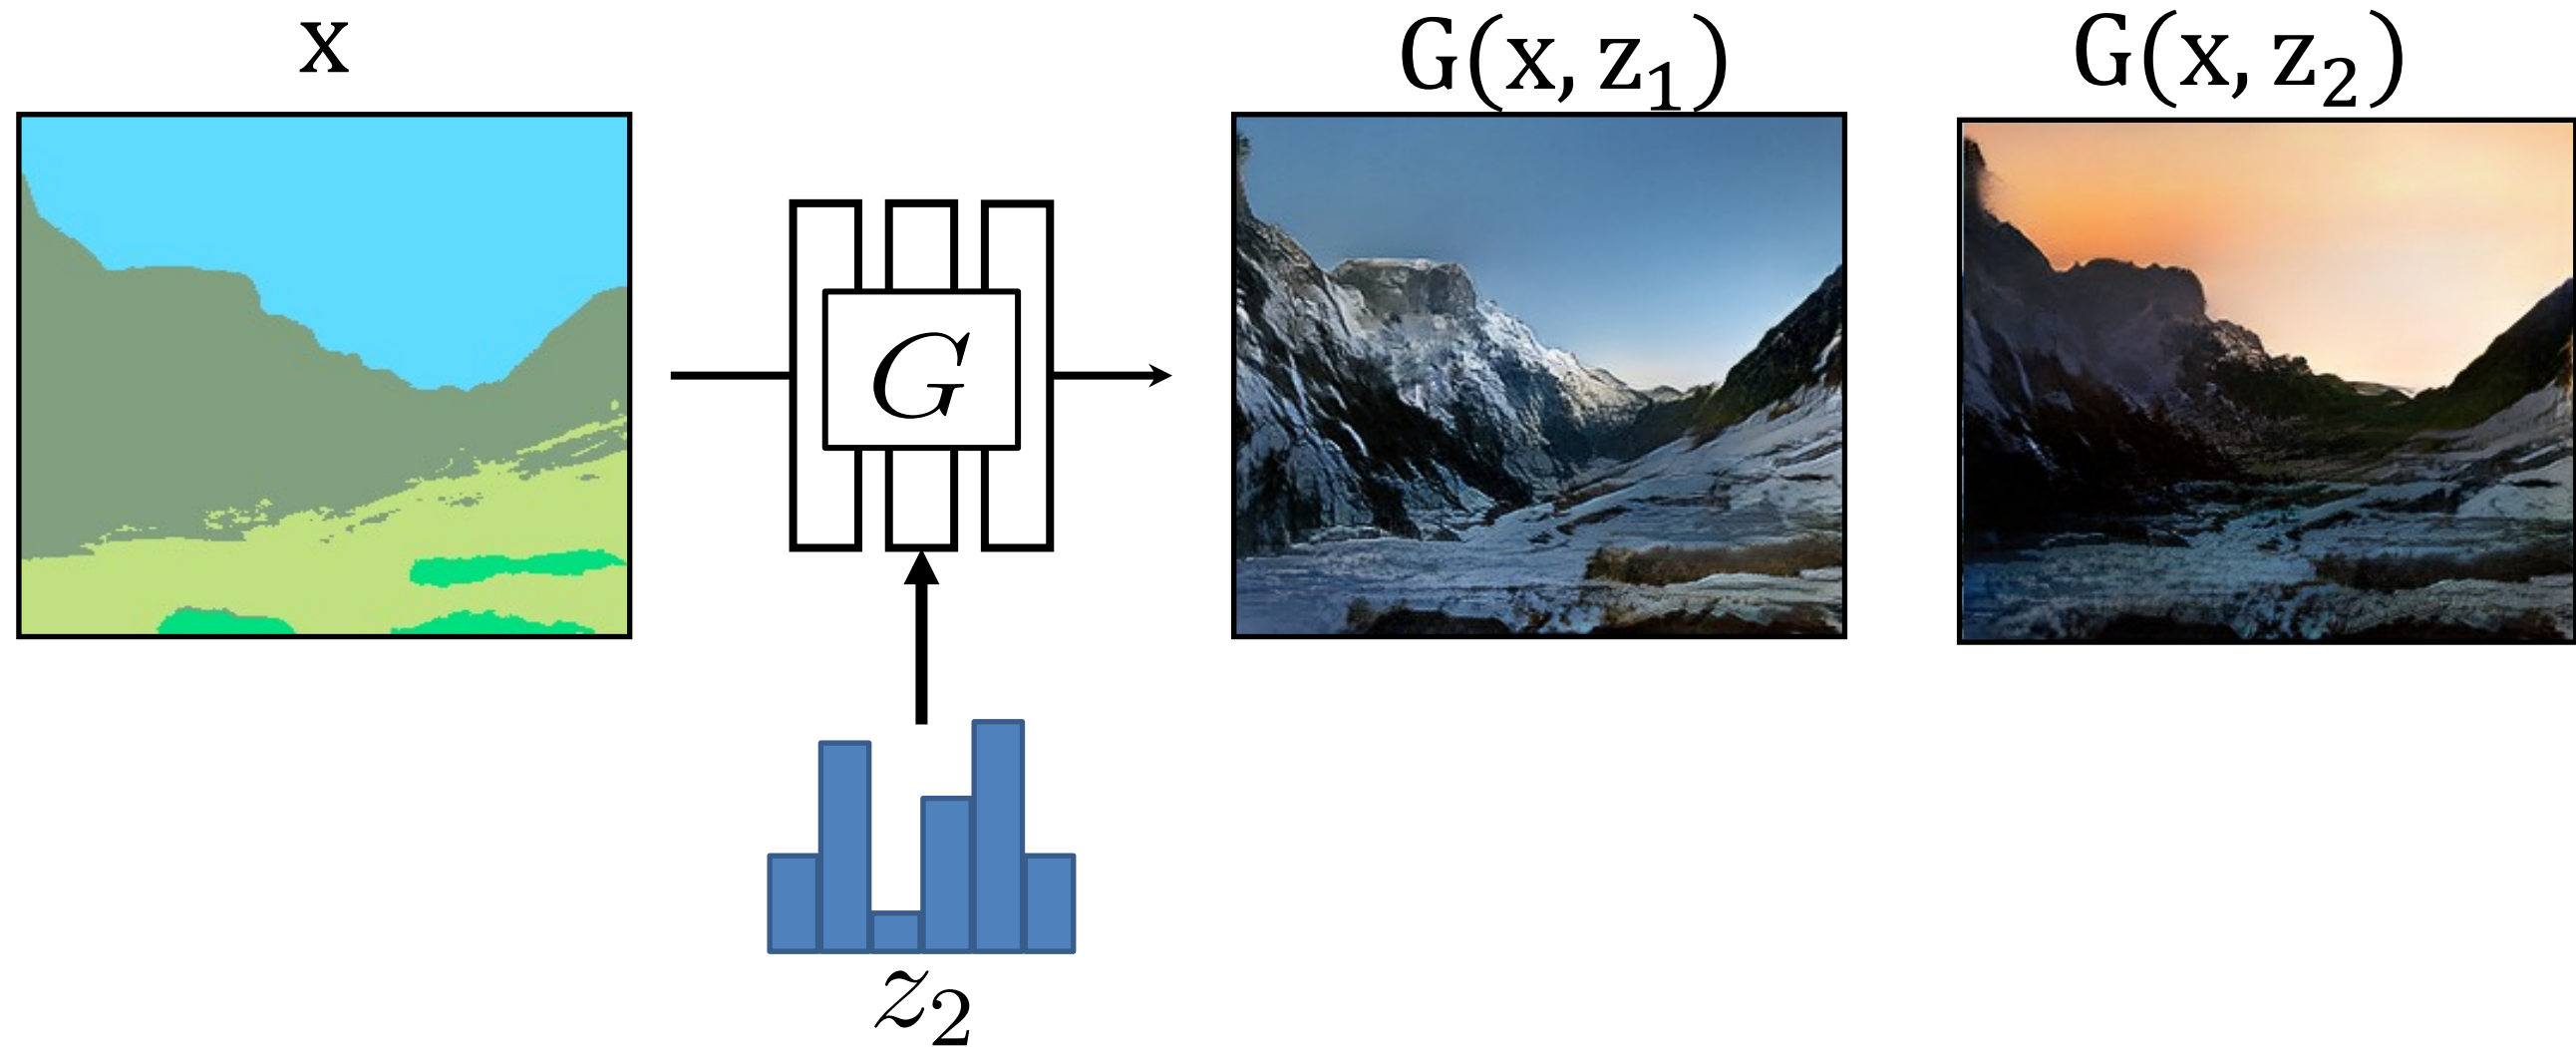 x
G(x, z₁)
G(x, z₂)
G
z₂